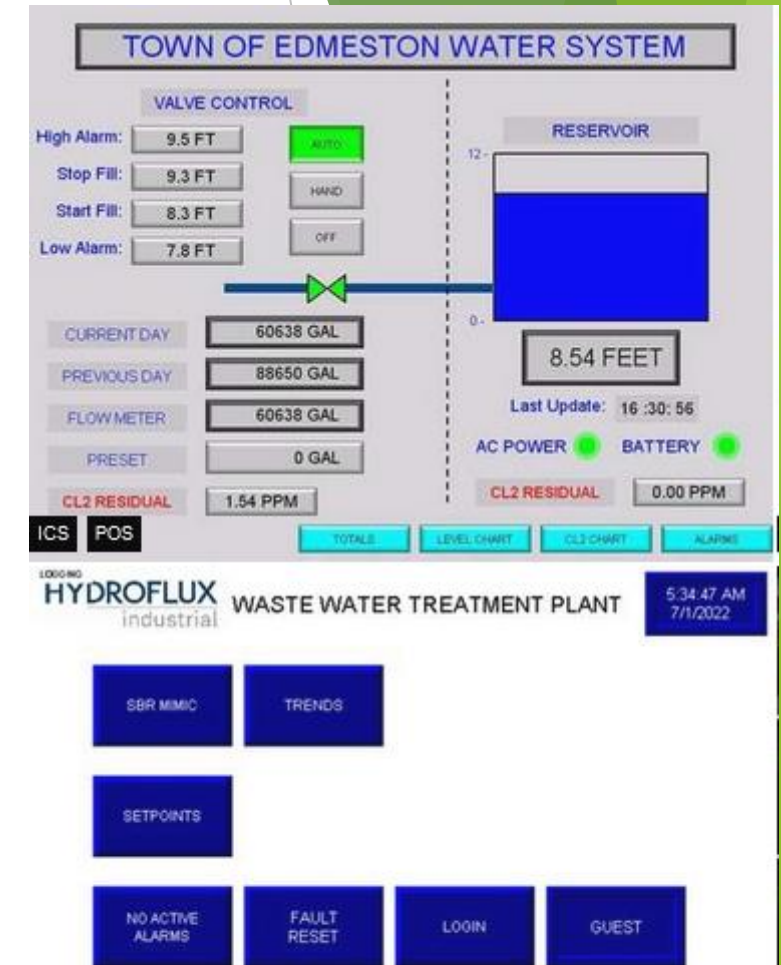 TOWN OF EDMESTON WATER SYSTEM
VALVE CONTROL
High Alarm: 9.5 FT
Stop Fill: 9.3 FT
Start Fill: 8.3 FT
Low Alarm: 7.8 FT
AUTO
HAND
OFF
RESERVOIR
12 -
0 -
8.54 FEET
Last Update: 16 :30: 56
AC POWER BATTERY
CL2 RESIDUAL 0.00 PPM
CURRENT DAY 60638 GAL
PREVIOUS DAY 88650 GAL
FLOW METER 60638 GAL
PRESET 0 GAL
CL2 RESIDUAL 1.54 PPM
ICS POS
TOTALS LEVEL CHART CL2 CHART ALARMS
LOGGING
HYDROFLUX
industrial
WASTE WATER TREATMENT PLANT
5:34:47 AM
7/1/2022
SBR MIMIC
TRENDS
SETPOINTS
NO ACTIVE
ALARMS
FAULT
RESET
LOGIN
GUEST